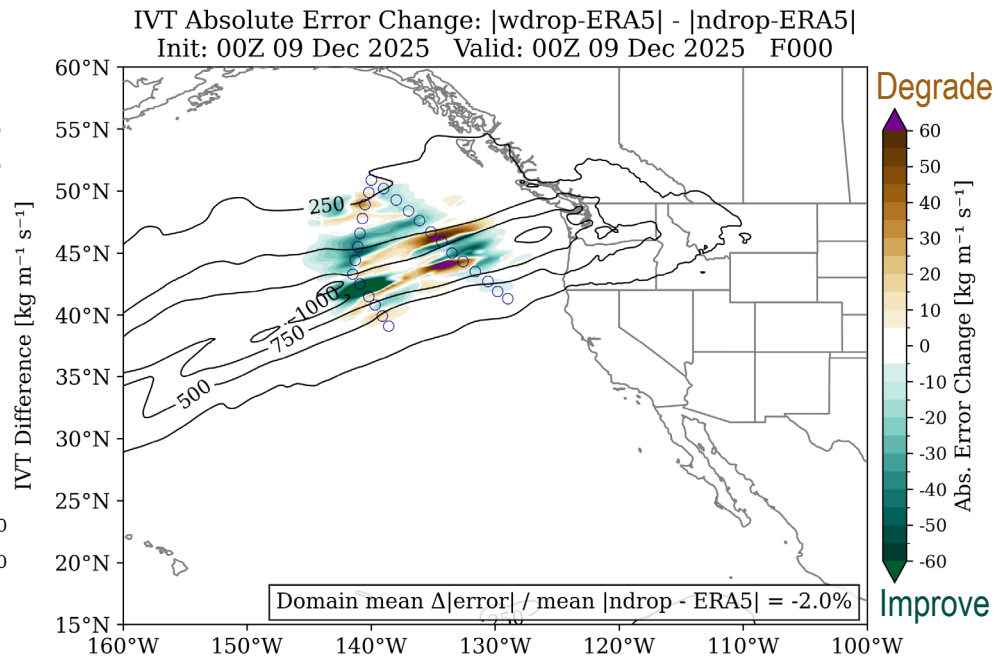 IVT Absolute Error Change: |wdrop-ERA5| - |ndrop-ERA5|
Init: 00Z 09 Dec 2025 Valid: 00Z 09 Dec 2025 F000
Degrade
60°N
55°N
50°N
45°N
40°N
35°N
30°N
25°N
20°N
15°N
IVT Difference [kg m⁻¹ s⁻¹]
0
0
250
1000
750
500
250
Domain mean Δ|error| / mean |ndrop - ERA5| = -2.0%
160°W
150°W
140°W
130°W
120°W
110°W
100°W
60
50
40
30
20
10
0
-10
-20
-30
-40
-50
-60
Abs. Error Change [kg m⁻¹ s⁻¹]
Improve